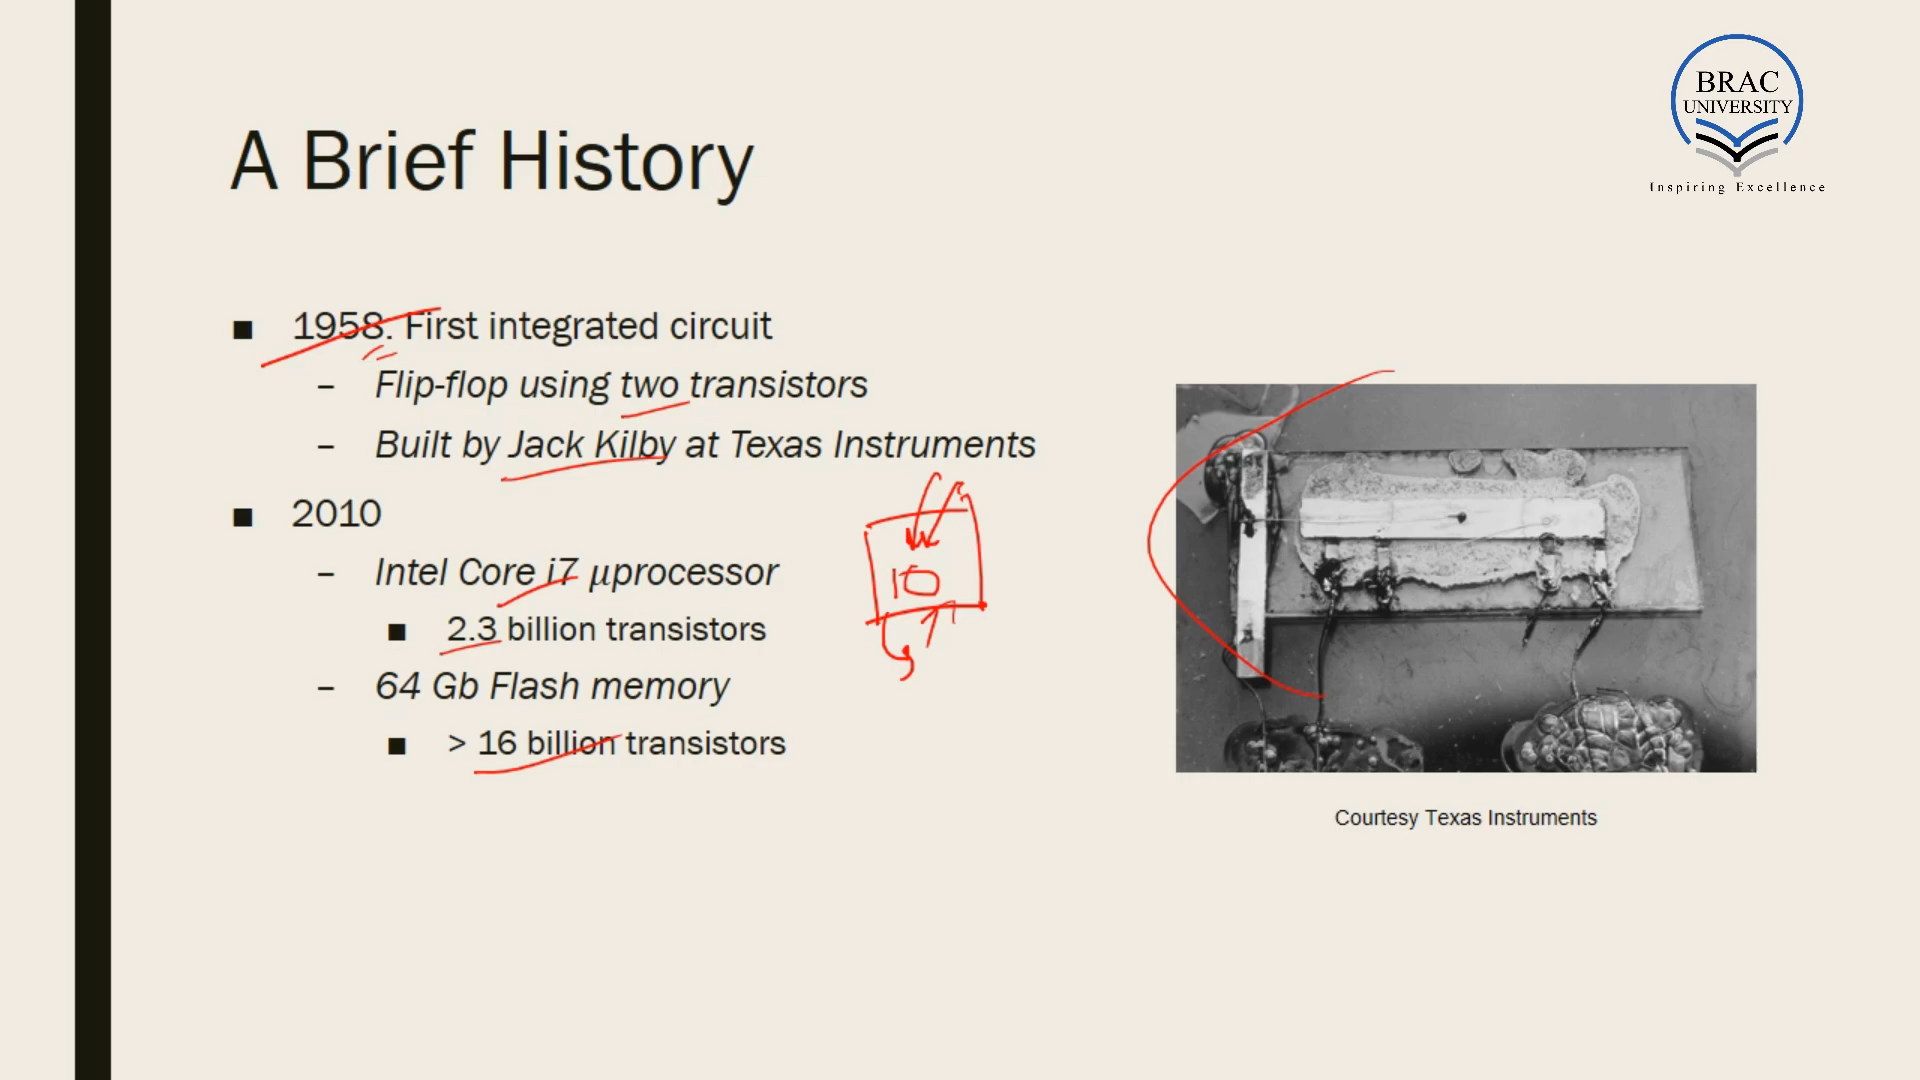 BRAC
UNIVERSITY
Inspiring Excellence
A Brief History
■ 1958: First integrated circuit
– Flip-flop using two transistors
– Built by Jack Kilby at Texas Instruments
■ 2010
– Intel Core i7 μprocessor
■ 2.3 billion transistors
– 64 Gb Flash memory
■ > 16 billion transistors
10
Courtesy Texas Instruments